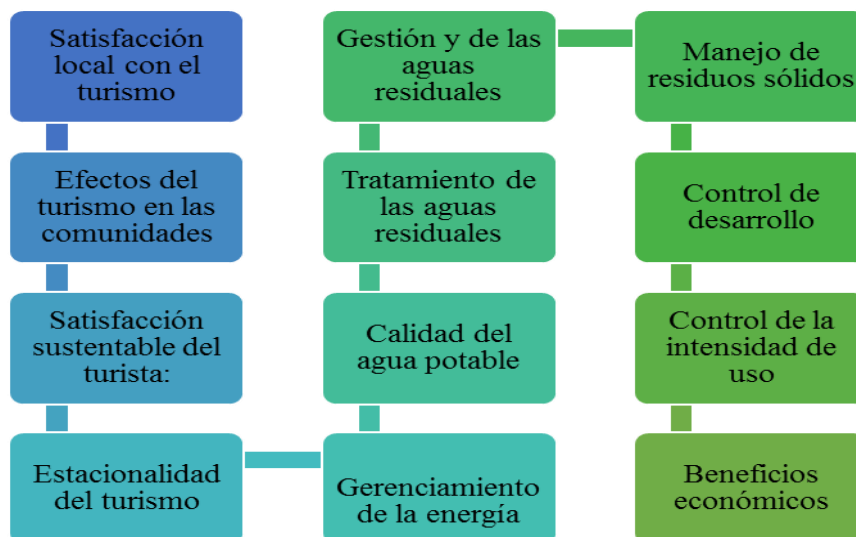 Satisfacción
local con el
turismo
Efectos del
turismo en las
comunidades
Satisfacción
sustentable del
turista:
Estacionalidad
del turismo
Gerenciamiento
de la energía
Calidad del
agua potable
Tratamiento de
las aguas
residuales
Gestión y de las
aguas
residuales
Manejo de
residuos sólidos
Control de
desarrollo
Control de la
intensidad de
uso
Beneficios
económicos